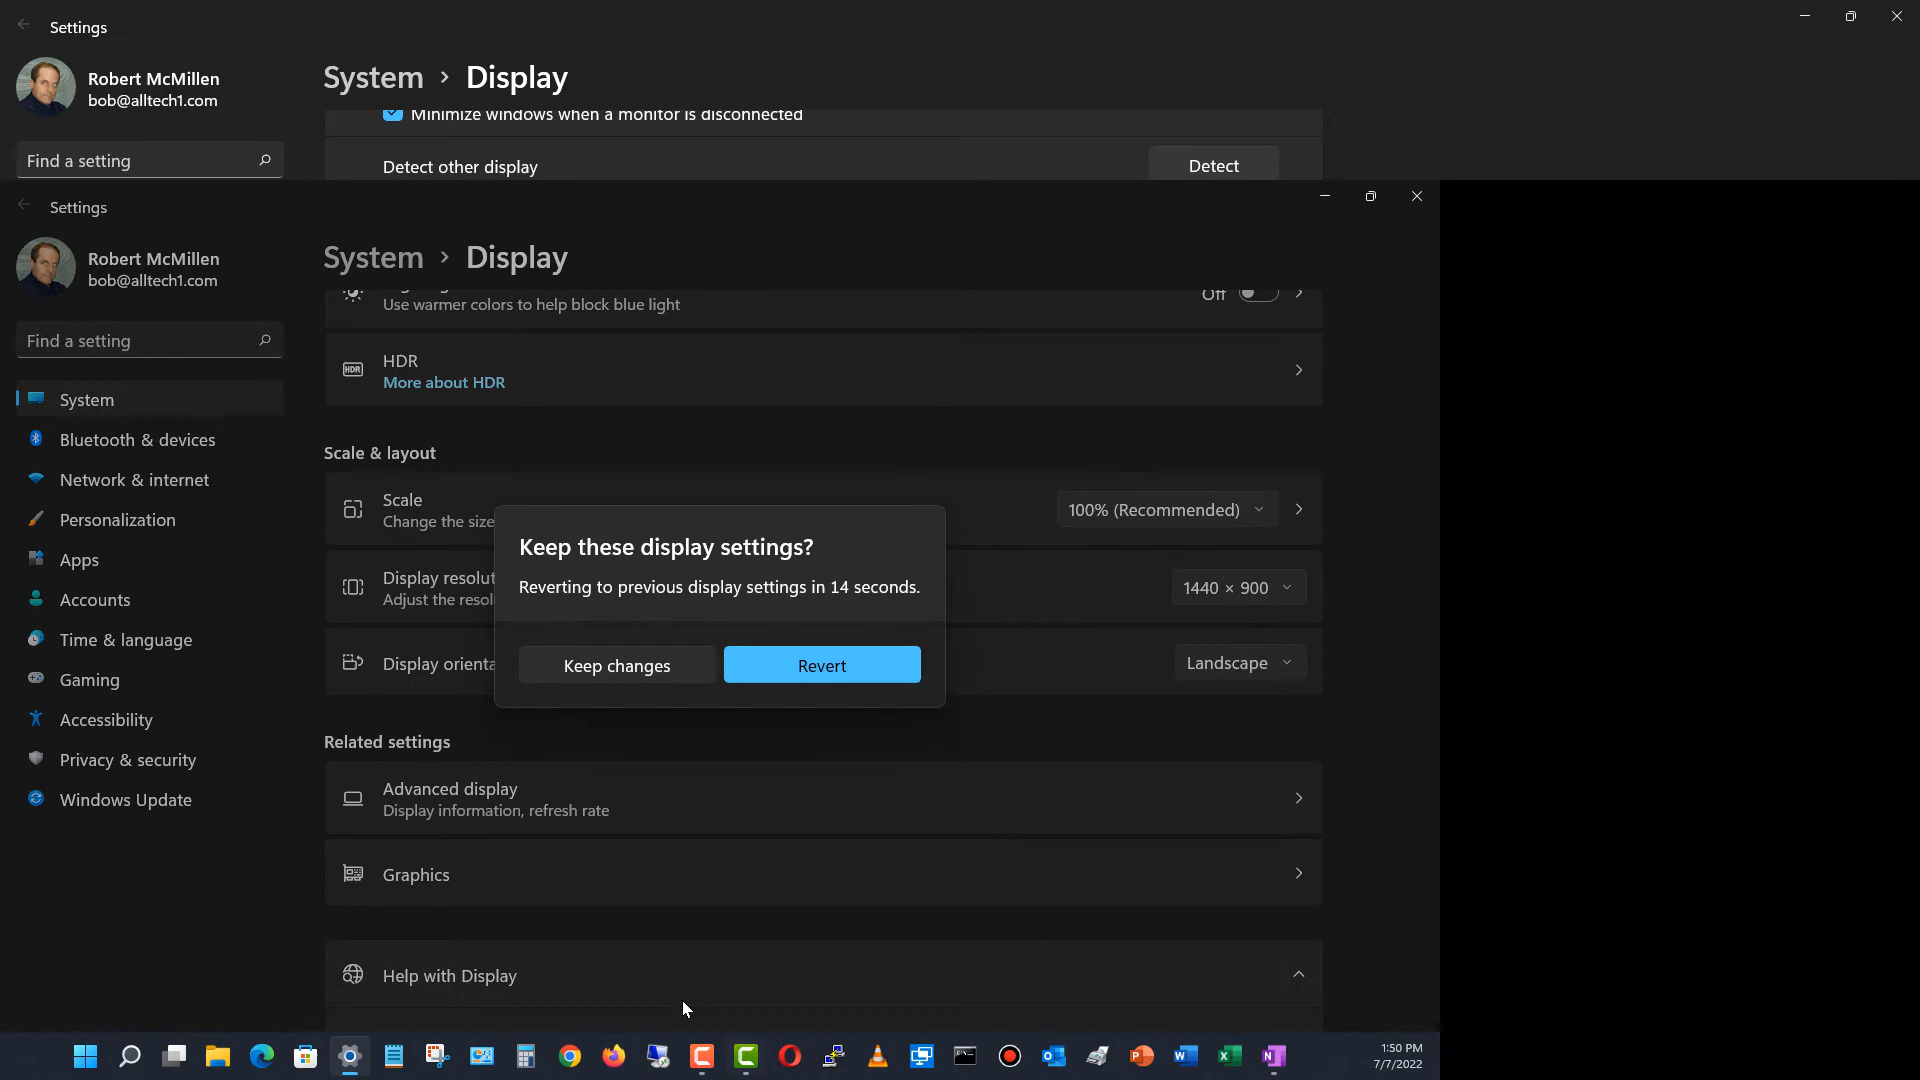 Settings
Robert McMillen
bob@alltech1.com
System > Display
Minimize windows when a monitor is disconnected
Find a setting
Detect other display
Detect
Settings
Robert McMillen
bob@alltech1.com
System > Display
Use warmer colors to help block blue light
Off
Find a setting
HDR
HDR
More about HDR
System
Bluetooth & devices
Network & internet
Personalization
Apps
Accounts
Time & language
Gaming
Accessibility
Privacy & security
Windows Update
Scale & layout
Scale
Change the size
100% (Recommended)
Display resolut
Adjust the resol
1440 × 900
Display orienta
Landscape
Keep these display settings?
Reverting to previous display settings in 14 seconds.
Keep changes
Revert
Related settings
Advanced display
Display information, refresh rate
Graphics
Help with Display
1:50 PM
7/7/2022